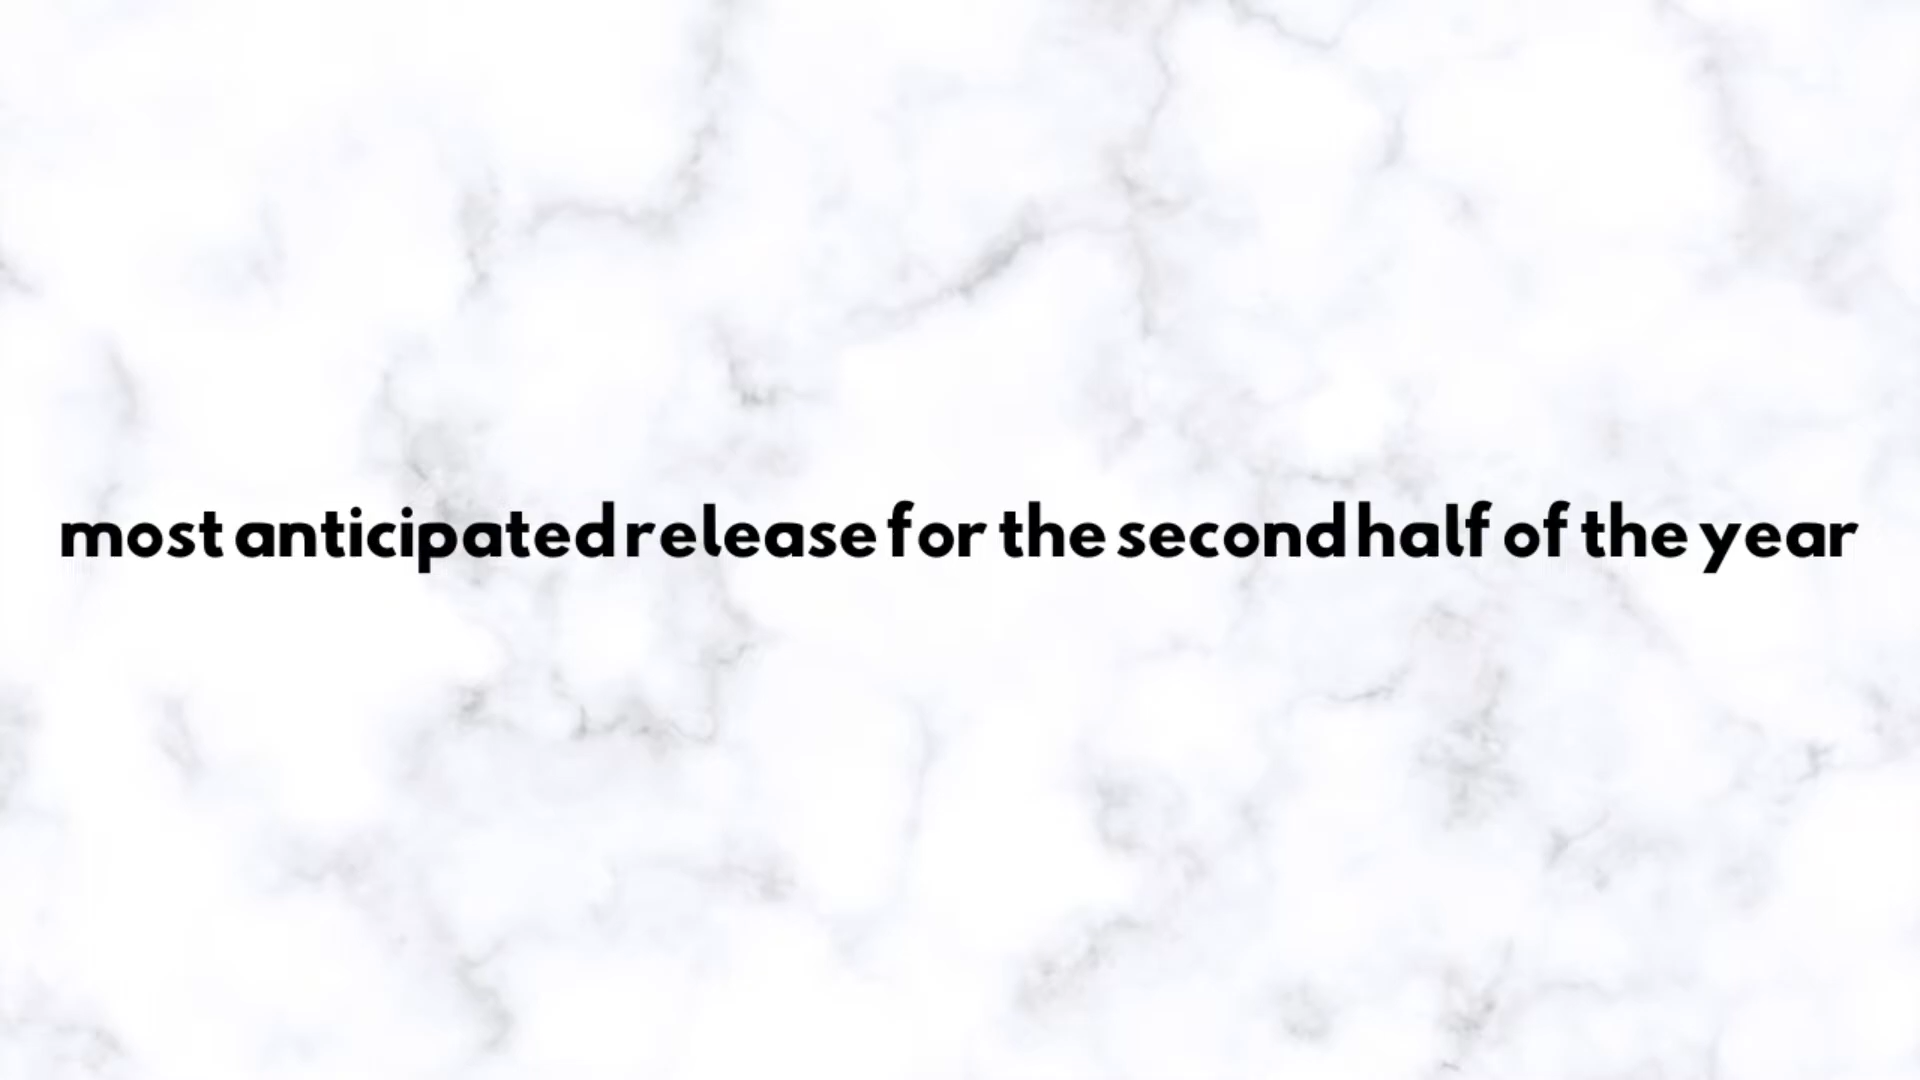 most anticipated release for the second half of the year